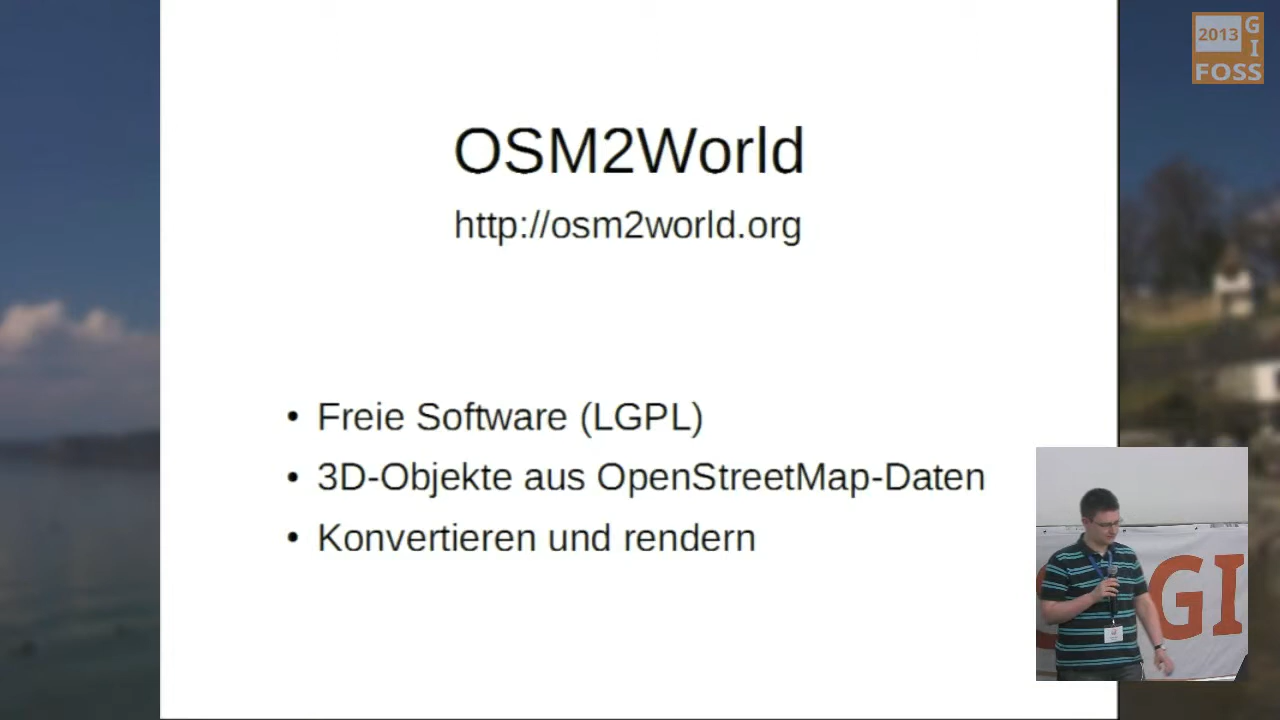 2013
G
I
FOSS
OSM2World
http://osm2world.org
• Freie Software (LGPL)
• 3D-Objekte aus OpenStreetMap-Daten
• Konvertieren und rendern
GI